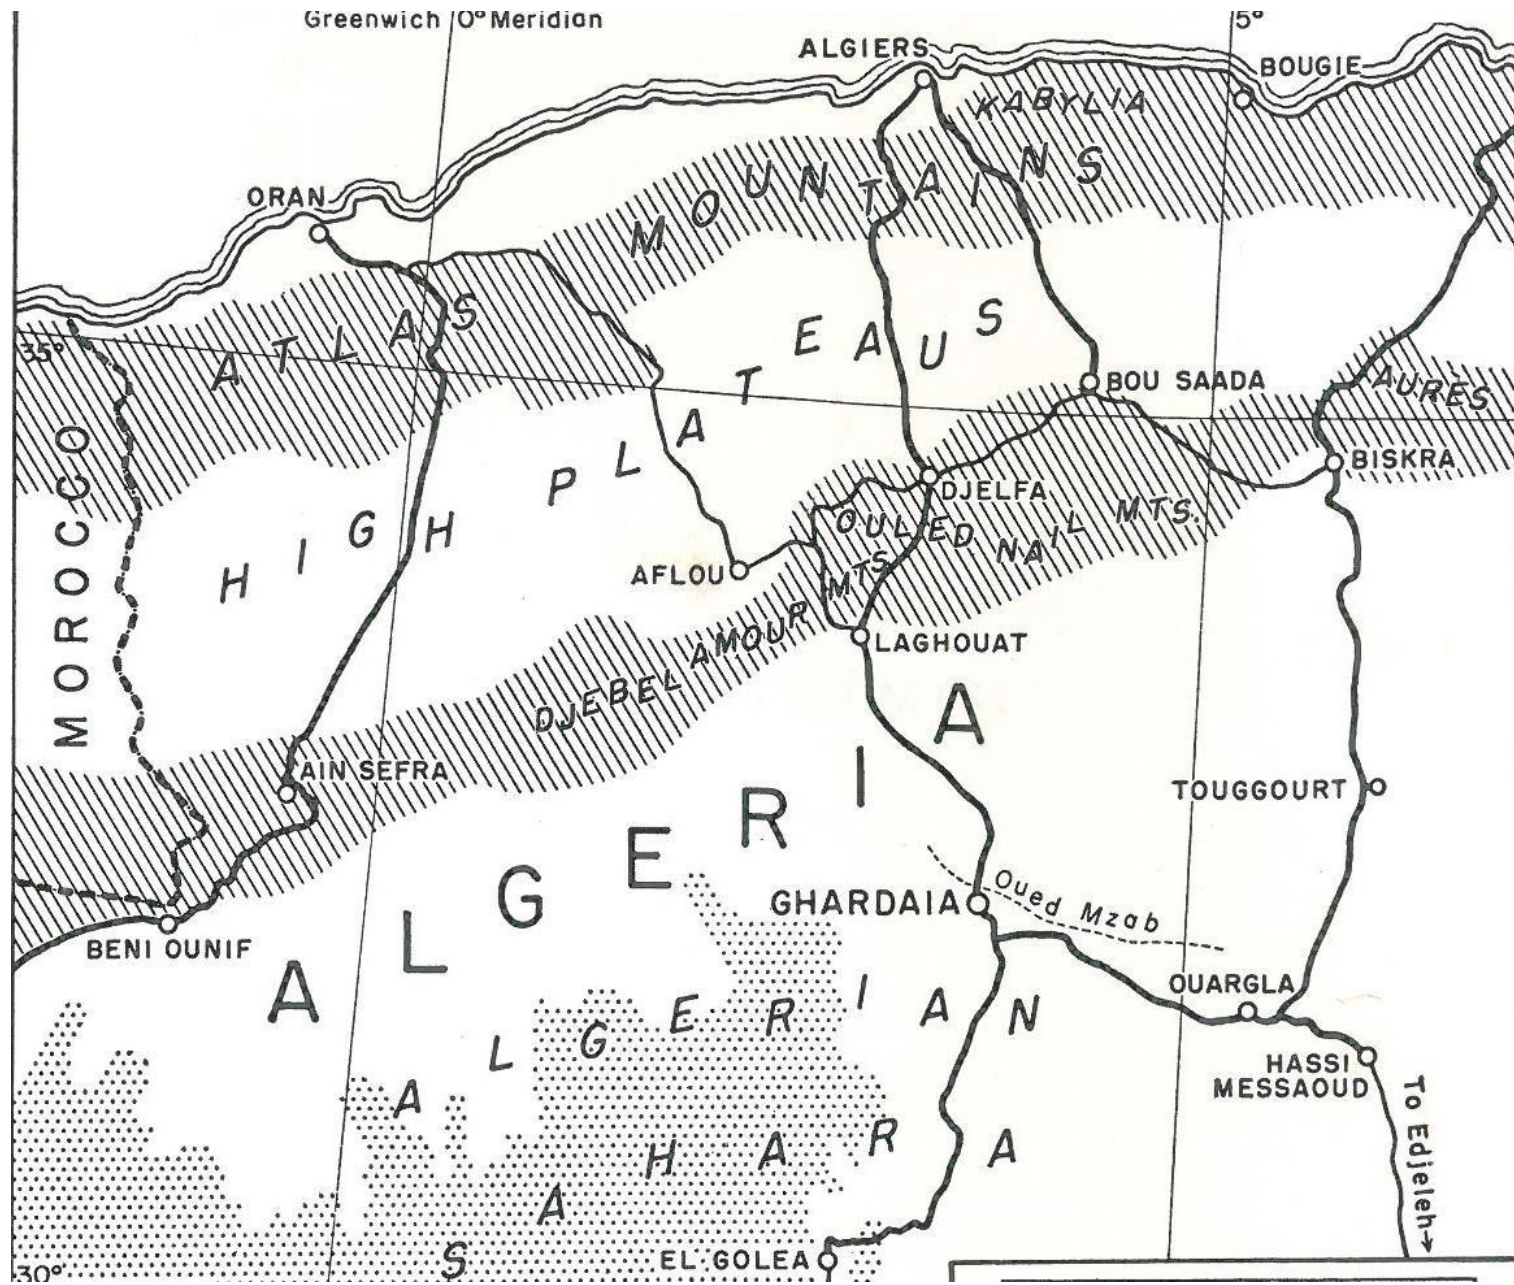 Greenwich 0° Meridian
5°
ALGIERS
BOUGIE
KABYLIA
ORAN
ATLAS MOUNTAINS
35°
HIGH PLATEAUS
BOU SAADA
AURÈS
MOROCCO
BISKRA
DJELFA
OULED NAIL MTS.
AFLOU
DJEBEL AMOUR MTS
LAGHOUAT
AIN SEFRA
TOUGGOURT
ALGERIA
GHARDAIA
Oued Mzab
BENI OUNIF
OUARGLA
ALGERIAN
HASSI
MESSAOUD
To Edjeleh→
SAHARA
EL GOLEA
30°